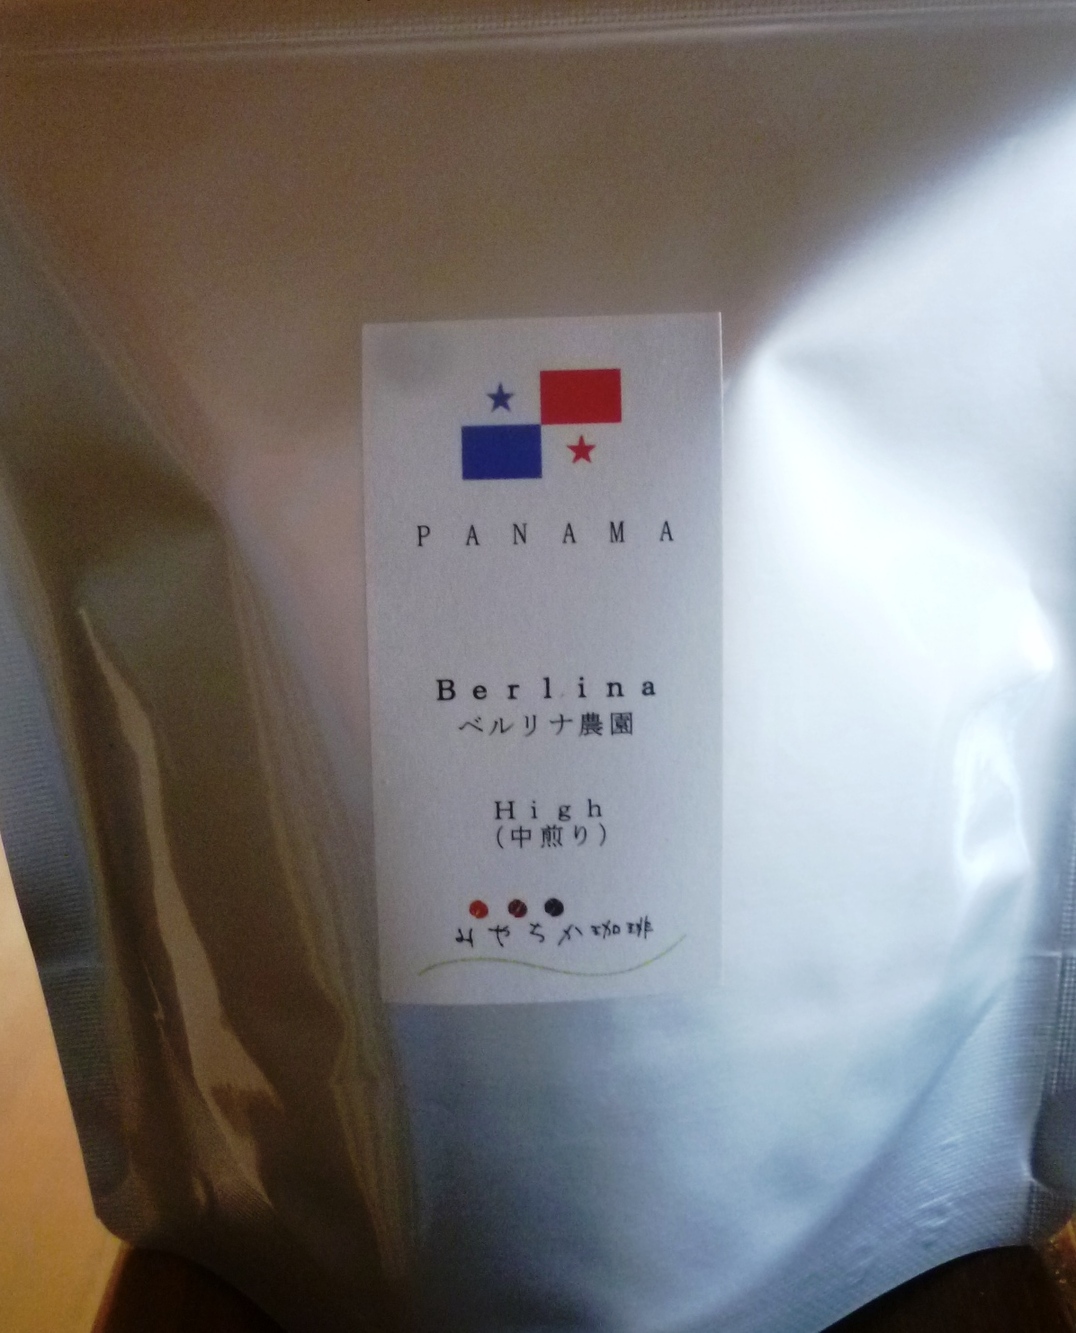 PANAMA
Berlina
ベルリナ農園
High
(中煎り)
みやちか珈琲